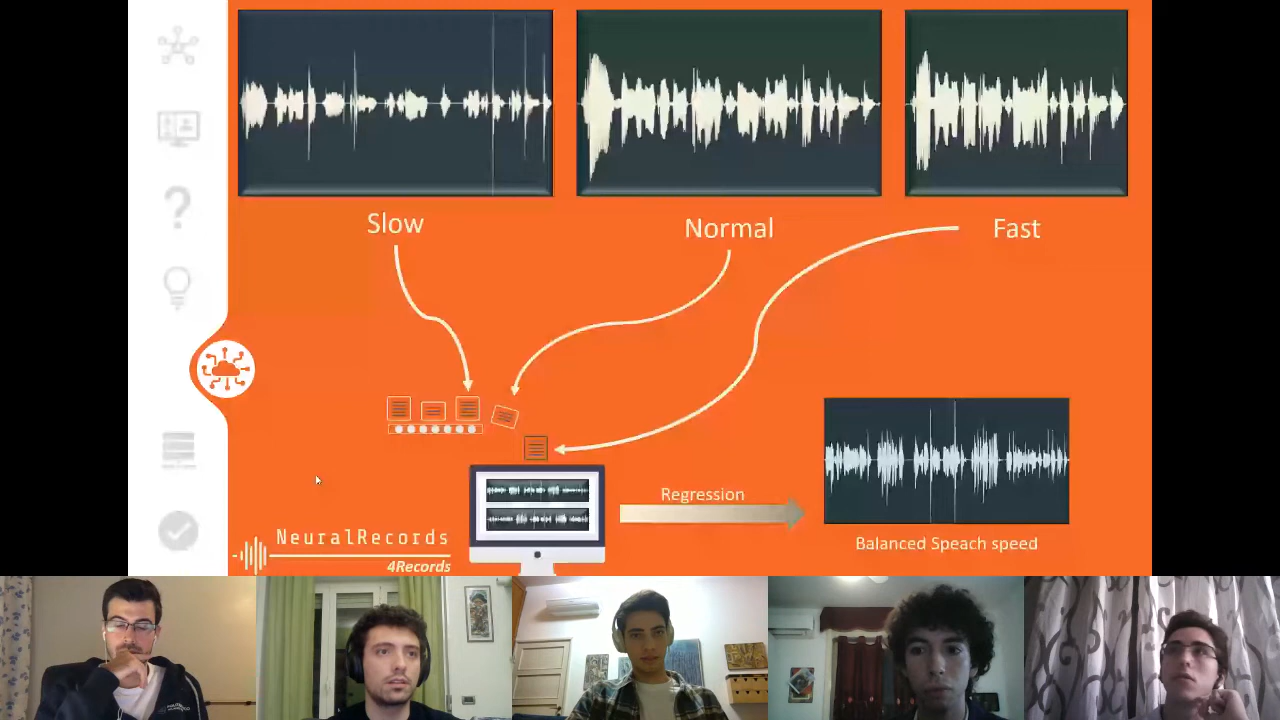 Slow
Normal
Fast
Regression
Balanced Speach speed
NeuralRecords
4Records